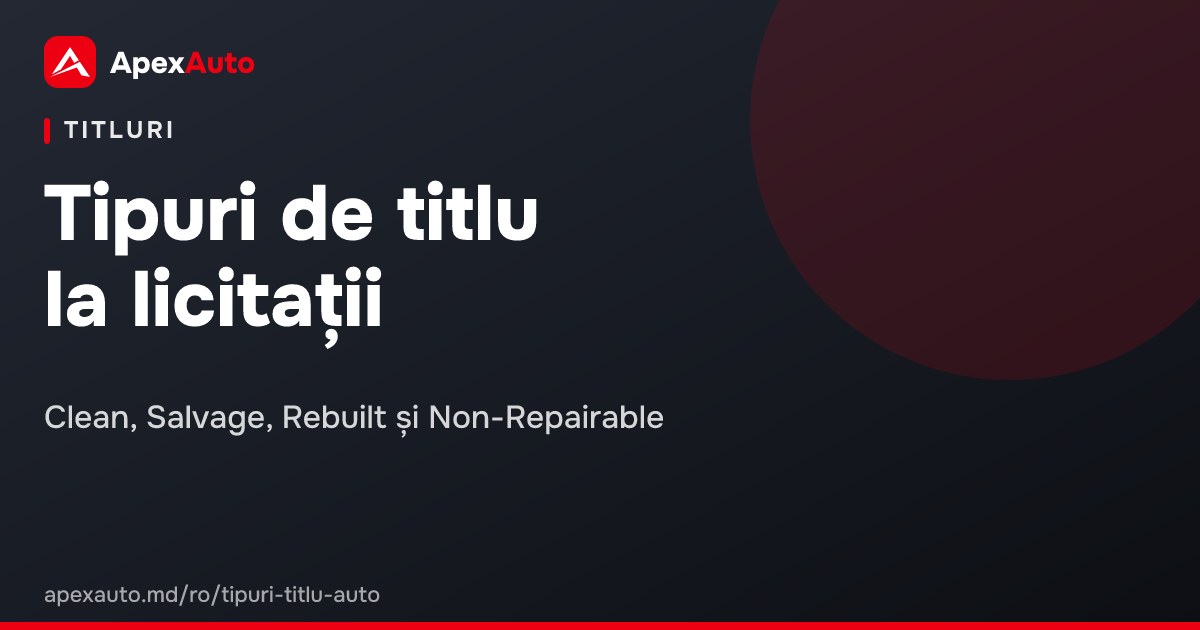 ApexAuto
TITLURI
Tipuri de titlu
la licitații
Clean, Salvage, Rebuilt și Non-Repairable
apexauto.md/ro/tipuri-titlu-auto